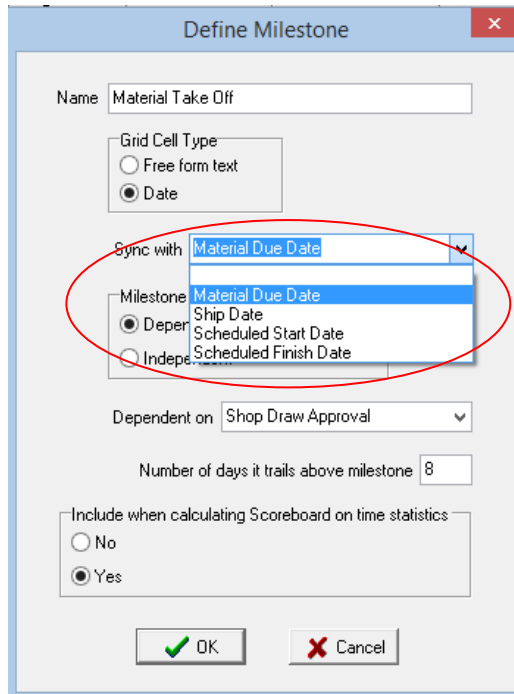 Define Milestone
Name Material Take Off
Grid Cell Type
Free form text
Date
Sync with Material Due Date
Material Due Date
Milestone
Ship Date
Scheduled Start Date
Scheduled Finish Date
Dependent on Shop Draw Approval
Number of days it trails above milestone 8
Include when calculating Scoreboard on time statistics
No
Yes
OK Cancel